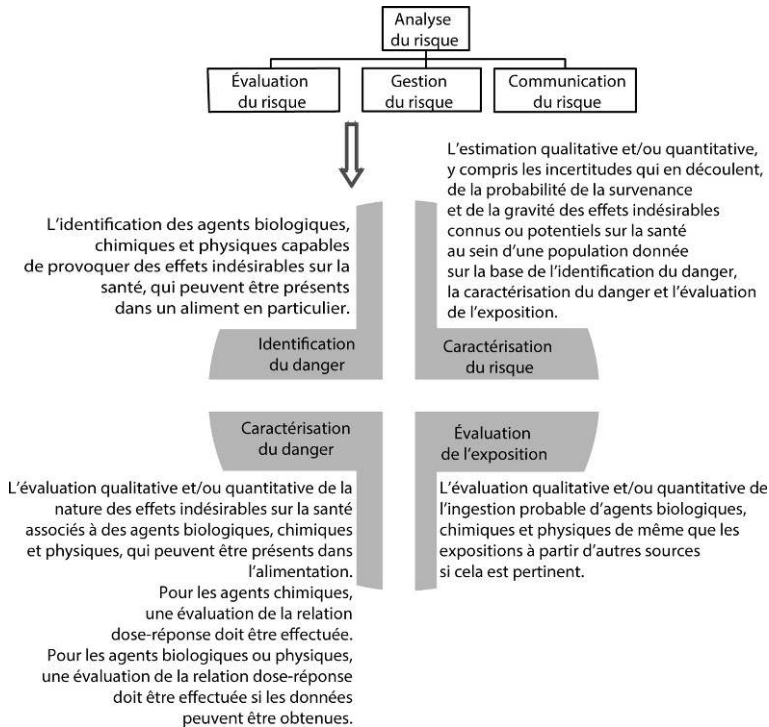 Analyse
du risque
Évaluation
du risque
Gestion
du risque
Communication
du risque
L'identification des agents biologiques,
chimiques et physiques capables
de provoquer des effets indésirables sur la
santé, qui peuvent être présents
dans un aliment en particulier.
Identification
du danger
L'estimation qualitative et/ou quantitative,
y compris les incertitudes qui en découlent,
de la probabilité de la survenance
et de la gravité des effets indésirables
connus ou potentiels sur la santé
au sein d'une population donnée
sur la base de l'identification du danger,
la caractérisation du danger et l'évaluation
de l'exposition.
Caractérisation
du risque
Caractérisation
du danger
L'évaluation qualitative et/ou quantitative de la
nature des effets indésirables sur la santé
associés à des agents biologiques, chimiques
et physiques, qui peuvent être présents dans
l'alimentation.
Pour les agents chimiques,
une évaluation de la relation
dose-réponse doit être effectuée.
Pour les agents biologiques ou physiques,
une évaluation de la relation dose-réponse
doit être effectuée si les données
peuvent être obtenues.
Évaluation
de l'exposition
L'évaluation qualitative et/ou quantitative de
l'ingestion probable d'agents biologiques,
chimiques et physiques de même que les
expositions à partir d'autres sources
si cela est pertinent.